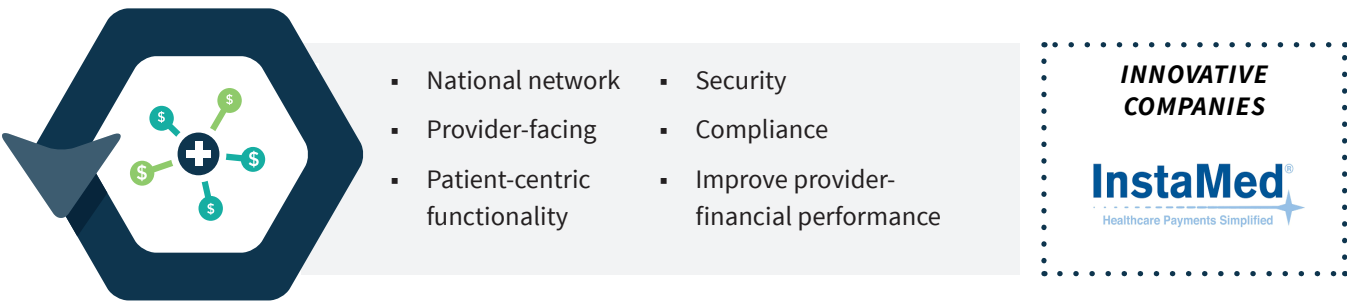 ▪ National network
▪ Provider-facing
▪ Patient-centric
functionality
▪ Security
▪ Compliance
▪ Improve provider-
financial performance
INNOVATIVE
COMPANIES
InstaMed®
Healthcare Payments Simplified
$
$
$
$
$